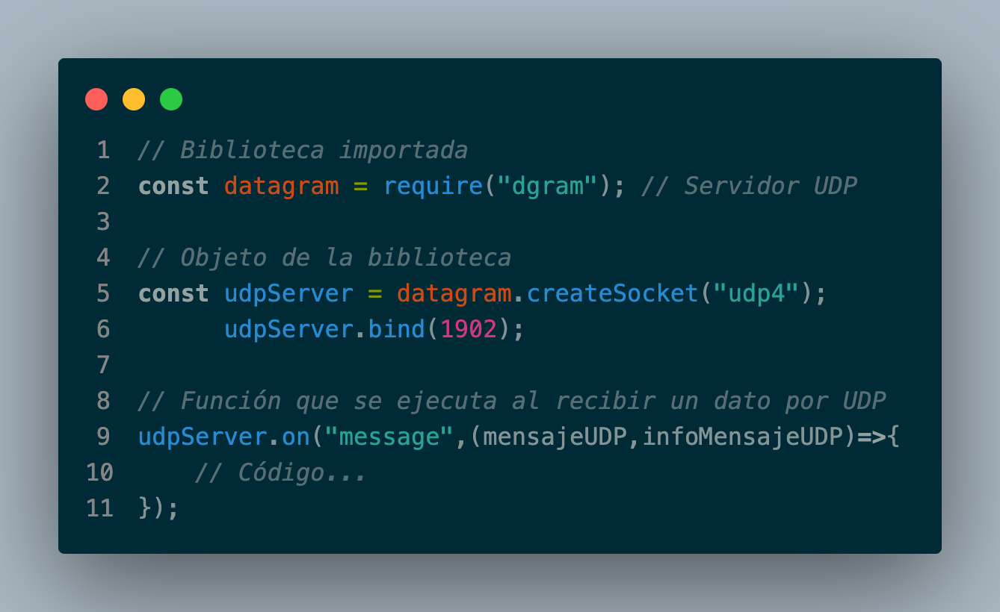 1 // Biblioteca importada
2 const datagram = require("dgram"); // Servidor UDP
3
4 // Objeto de la biblioteca
5 const udpServer = datagram.createSocket("udp4");
6       udpServer.bind(1902);
7
8 // Función que se ejecuta al recibir un dato por UDP
9 udpServer.on("message",(mensajeUDP,infoMensajeUDP)=>{
10     // Código...
11 });